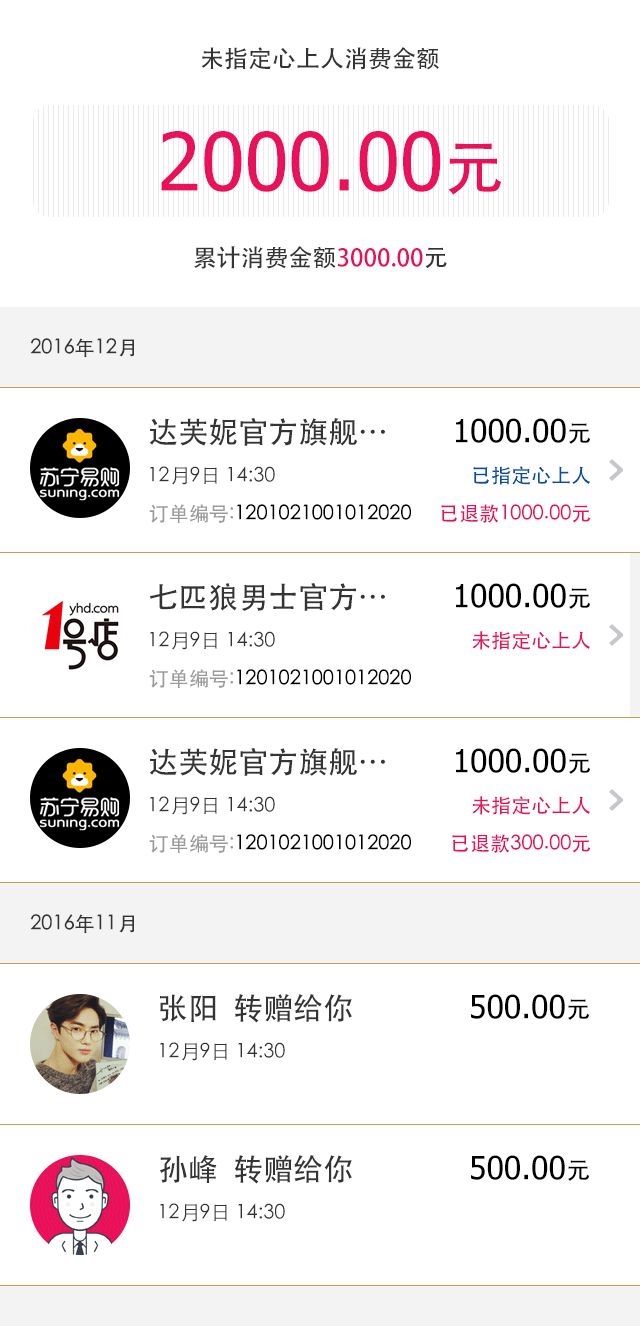 未指定心上人消费金额
2000.00元
累计消费金额3000.00元
2016年12月
达芙妮官方旗舰… 1000.00元
苏宁易购
suning.com
12月9日 14:30 已指定心上人
订单编号:1201021001012020 已退款1000.00元
七匹狼男士官方… 1000.00元
yhd.com
1号店
12月9日 14:30 未指定心上人
订单编号:1201021001012020
达芙妮官方旗舰… 1000.00元
苏宁易购
suning.com
12月9日 14:30 未指定心上人
订单编号:1201021001012020 已退款300.00元
2016年11月
张阳 转赠给你 500.00元
12月9日 14:30
孙峰 转赠给你 500.00元
12月9日 14:30